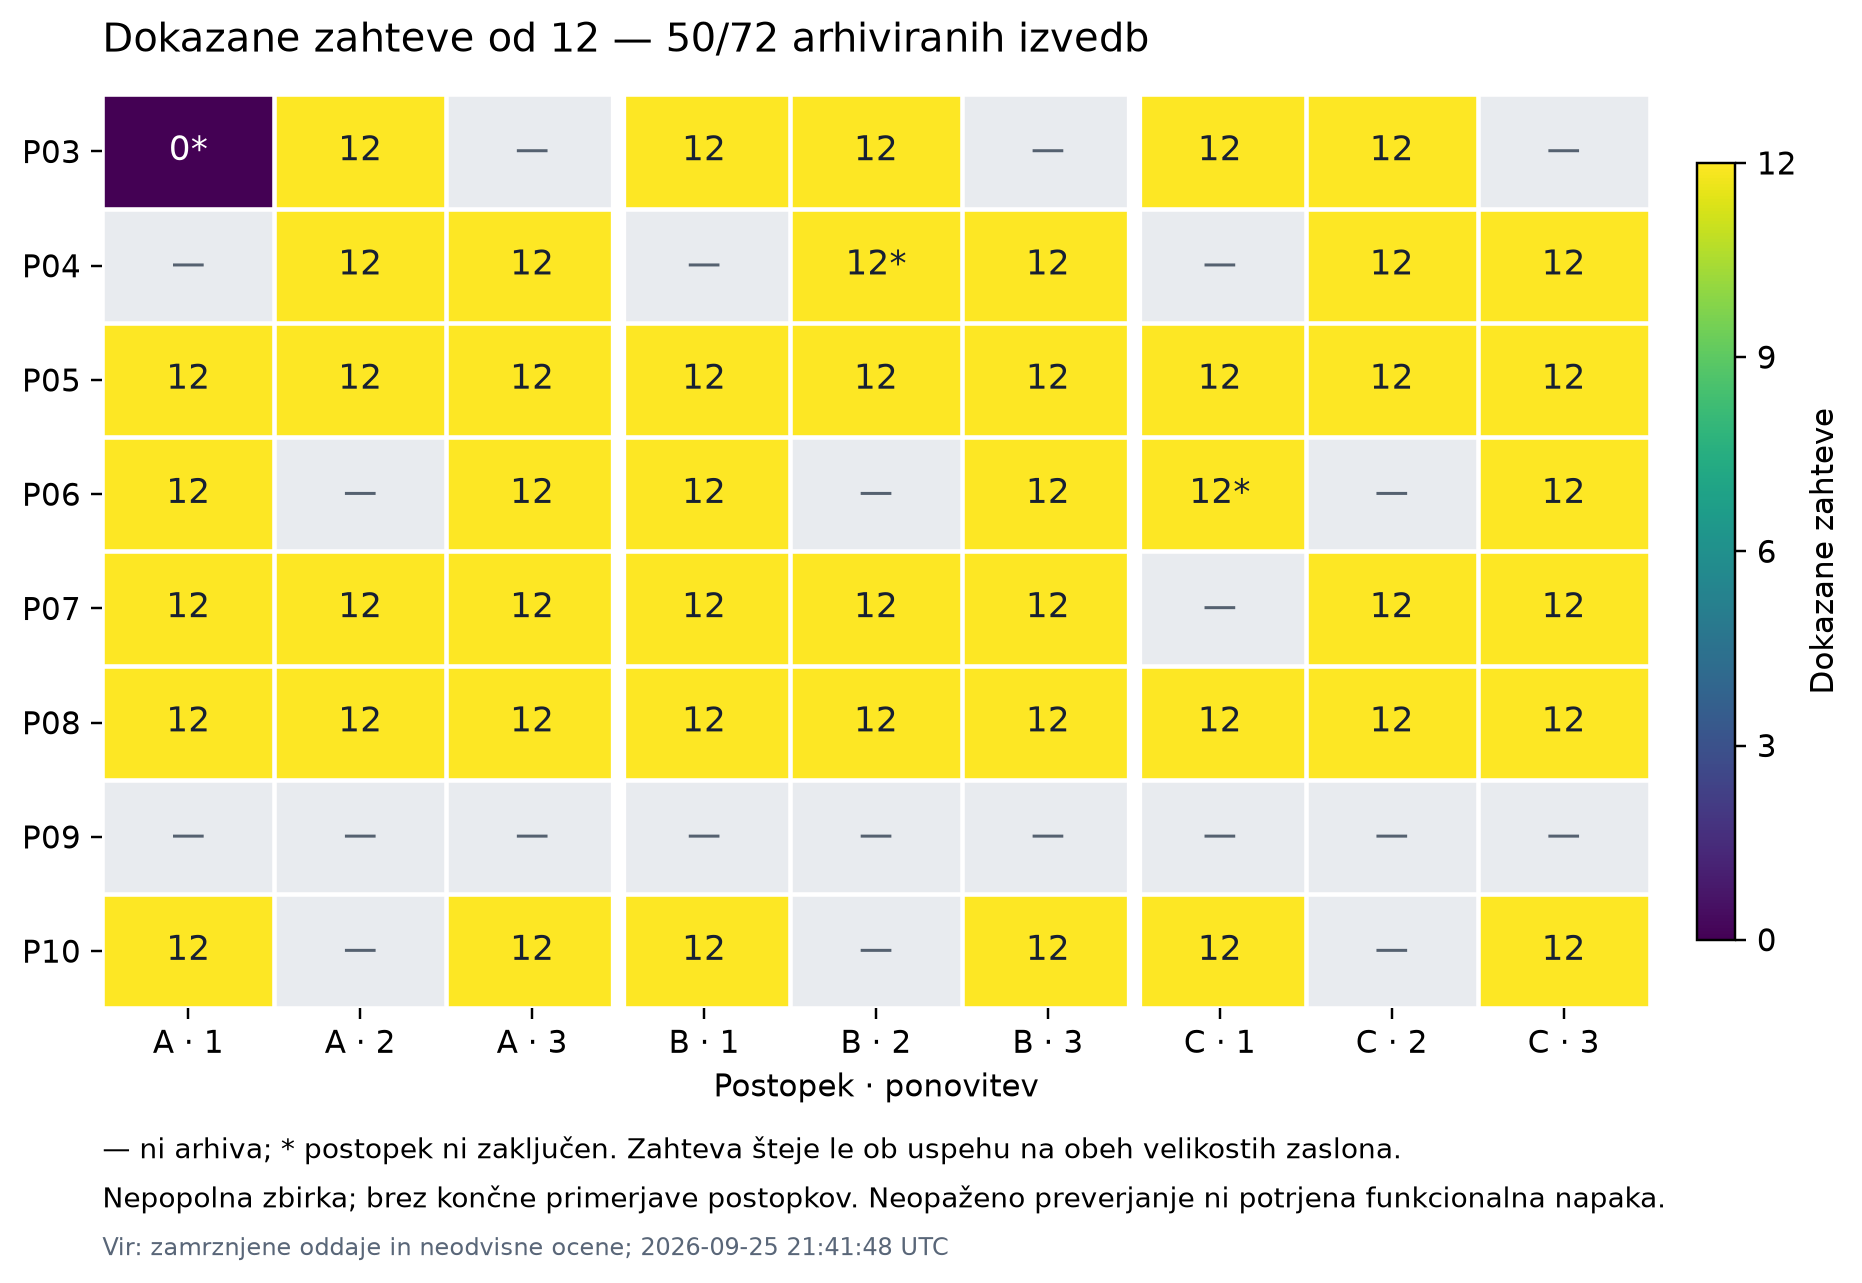 Dokazane zahteve od 12 — 50/72 arhiviranih izvedb
P03 0* 12 — 12 12 — 12 12 —
P04 — 12 12 — 12* 12 — 12 12
P05 12 12 12 12 12 12 12 12 12
P06 12 — 12 12 — 12 12* — 12
P07 12 12 12 12 12 12 — 12 12
P08 12 12 12 12 12 12 12 12 12
P09 — — — — — — — — —
P10 12 — 12 12 — 12 12 — 12
A · 1 A · 2 A · 3 B · 1 B · 2 B · 3 C · 1 C · 2 C · 3
Postopek · ponovitev
12
9
6
3
0
Dokazane zahteve
— ni arhiva; * postopek ni zaključen. Zahteva šteje le ob uspehu na obeh velikostih zaslona.
Nepopolna zbirka; brez končne primerjave postopkov. Neopaženo preverjanje ni potrjena funkcionalna napaka.
Vir: zamrznjene oddaje in neodvisne ocene; 2026-09-25 21:41:48 UTC